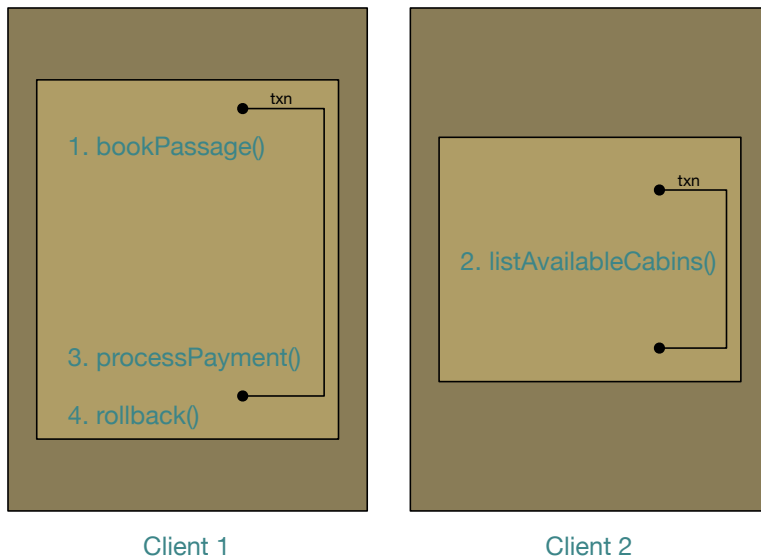 txn
1. bookPassage()
3. processPayment()
4. rollback()
Client 1
txn
2. listAvailableCabins()
Client 2